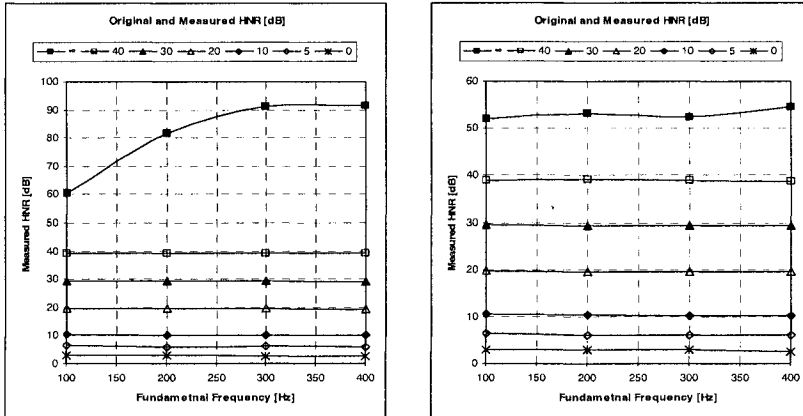 Original and Measured HNR [dB]
∞ 40 30 20 10 5 0
Measured HNR [dB]
100
90
80
70
60
50
40
30
20
10
0
100 150 200 250 300 350 400
Fundametnal Frequency [Hz]
Original and Measured HNR [dB]
∞ 40 30 20 10 5 0
Measured HNR [dB]
60
50
40
30
20
10
0
100 150 200 250 300 350 400
Fundametnal Frequency [Hz]